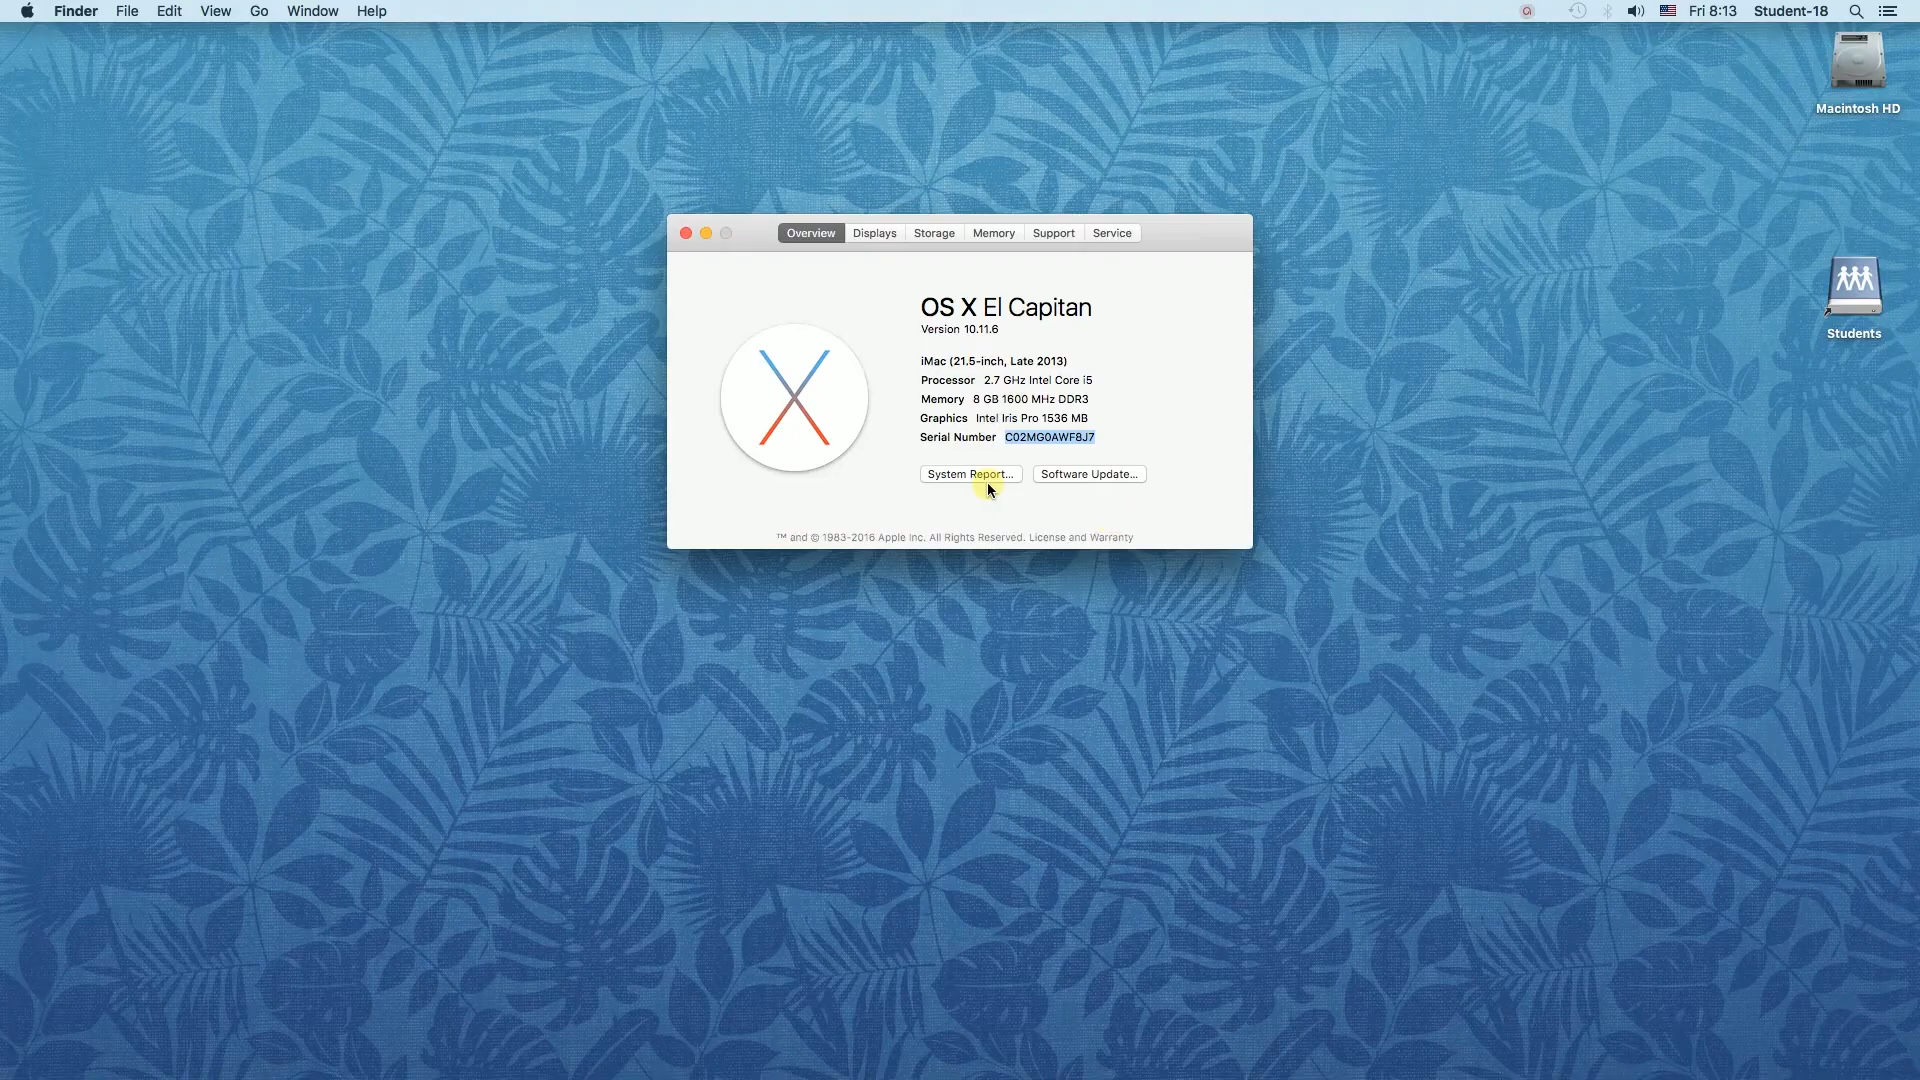 Finder File Edit View Go Window Help
Fri 8:13 Student-18
Macintosh HD
Overview Displays Storage Memory Support Service
OS X El Capitan
Version 10.11.6
iMac (21.5-inch, Late 2013)
Processor 2.7 GHz Intel Core i5
Memory 8 GB 1600 MHz DDR3
Graphics Intel Iris Pro 1536 MB
Serial Number C02MG0AWF8J7
System Report... Software Update...
™ and © 1983-2016 Apple Inc. All Rights Reserved. License and Warranty
Students